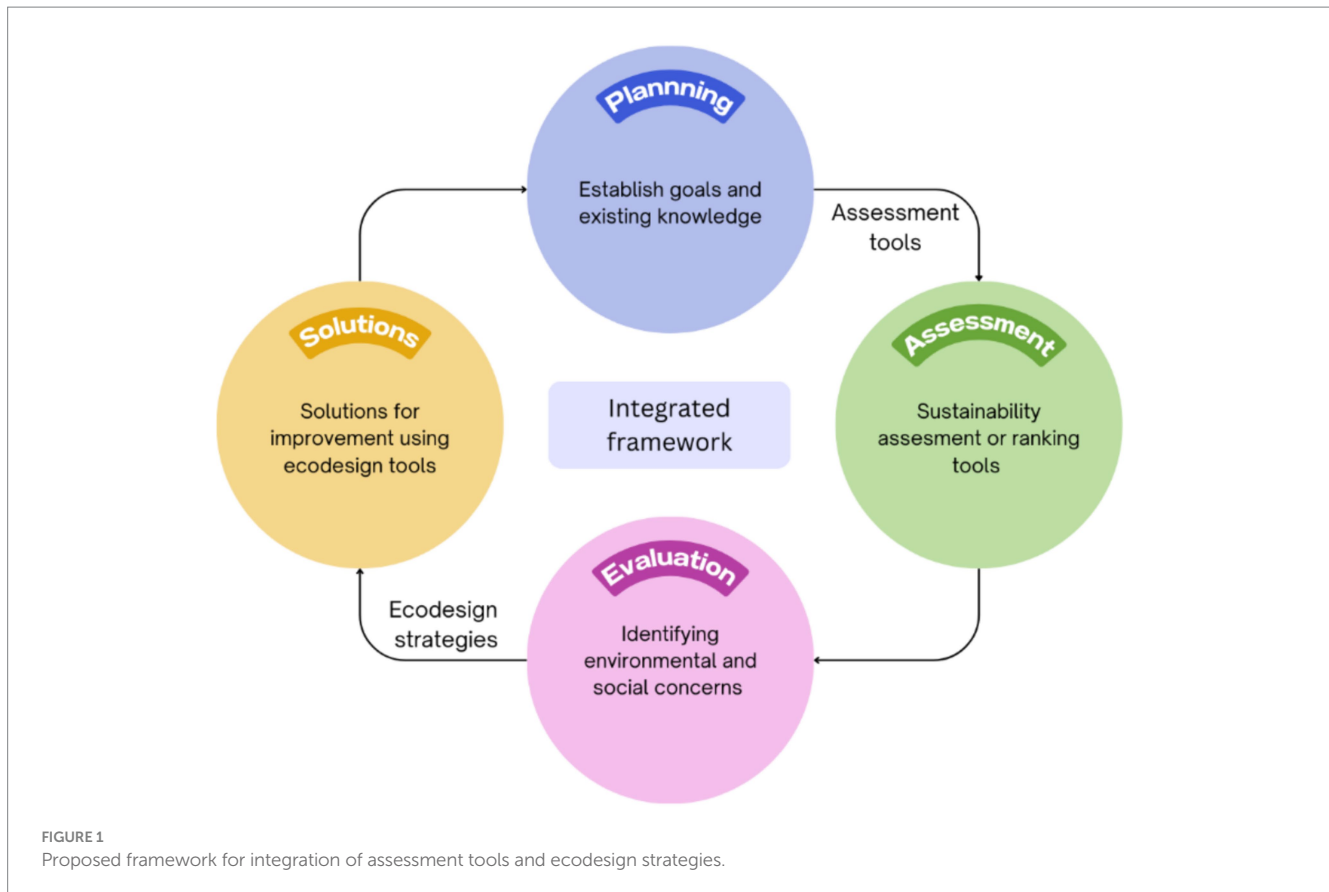 Plannning
Establish goals and
existing knowledge
Assessment
tools
Solutions
Solutions for
improvement using
ecodesign tools
Integrated
framework
Assessment
Sustainability
assesment or ranking
tools
Evaluation
Identifying
environmental and
social concerns
Ecodesign
strategies
FIGURE 1
Proposed framework for integration of assessment tools and ecodesign strategies.